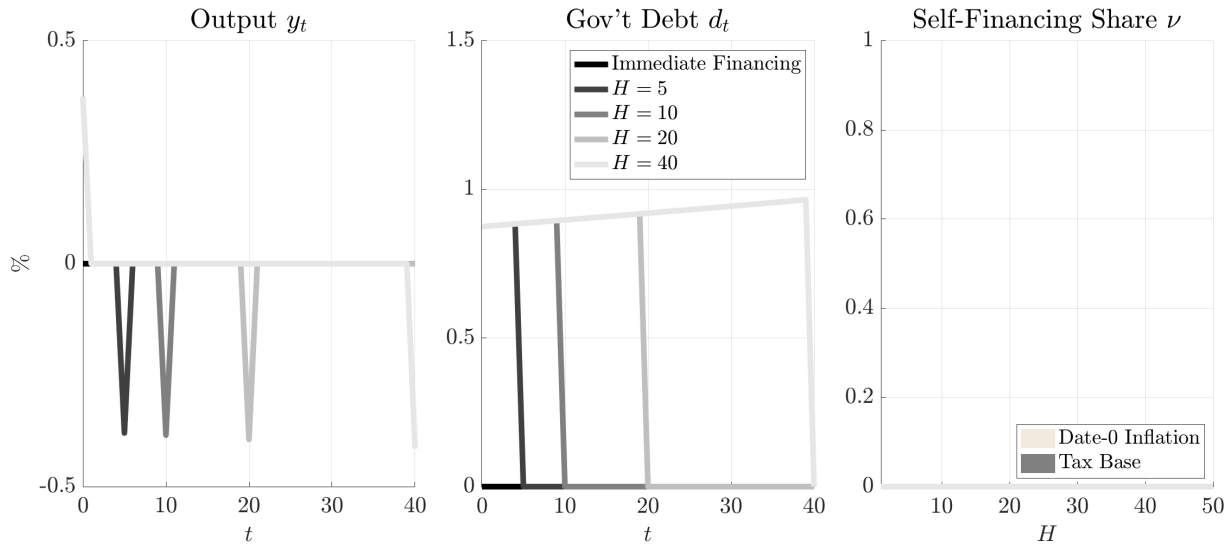 Output y_t
0.5
0
-0.5
%
0 10 20 30 40
t
Gov't Debt d_t
1.5
1
0.5
0
Immediate Financing
H = 5
H = 10
H = 20
H = 40
0 10 20 30 40
t
Self-Financing Share ν
1
0.8
0.6
0.4
0.2
0
Date-0 Inflation
Tax Base
10 20 30 40 50
H